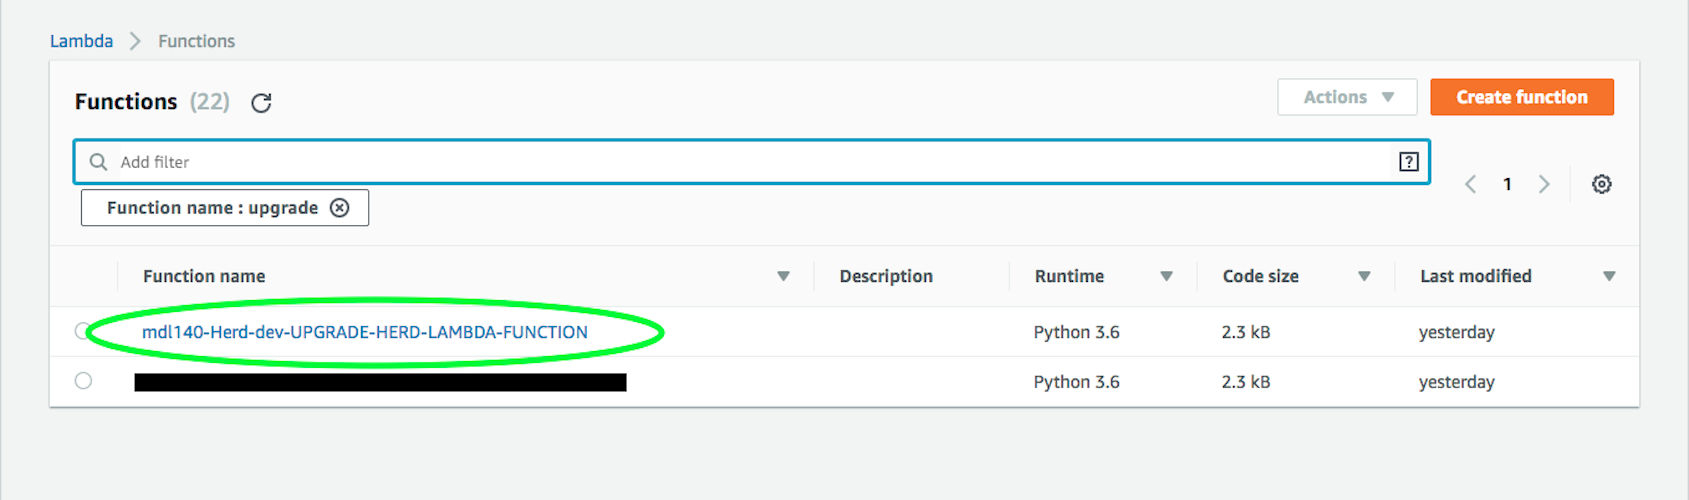 Lambda > Functions
Functions (22)
Actions Create function
Add filter ?
1
Function name : upgrade
Function name Description Runtime Code size Last modified
mdl140-Herd-dev-UPGRADE-HERD-LAMBDA-FUNCTION Python 3.6 2.3 kB yesterday
Python 3.6 2.3 kB yesterday